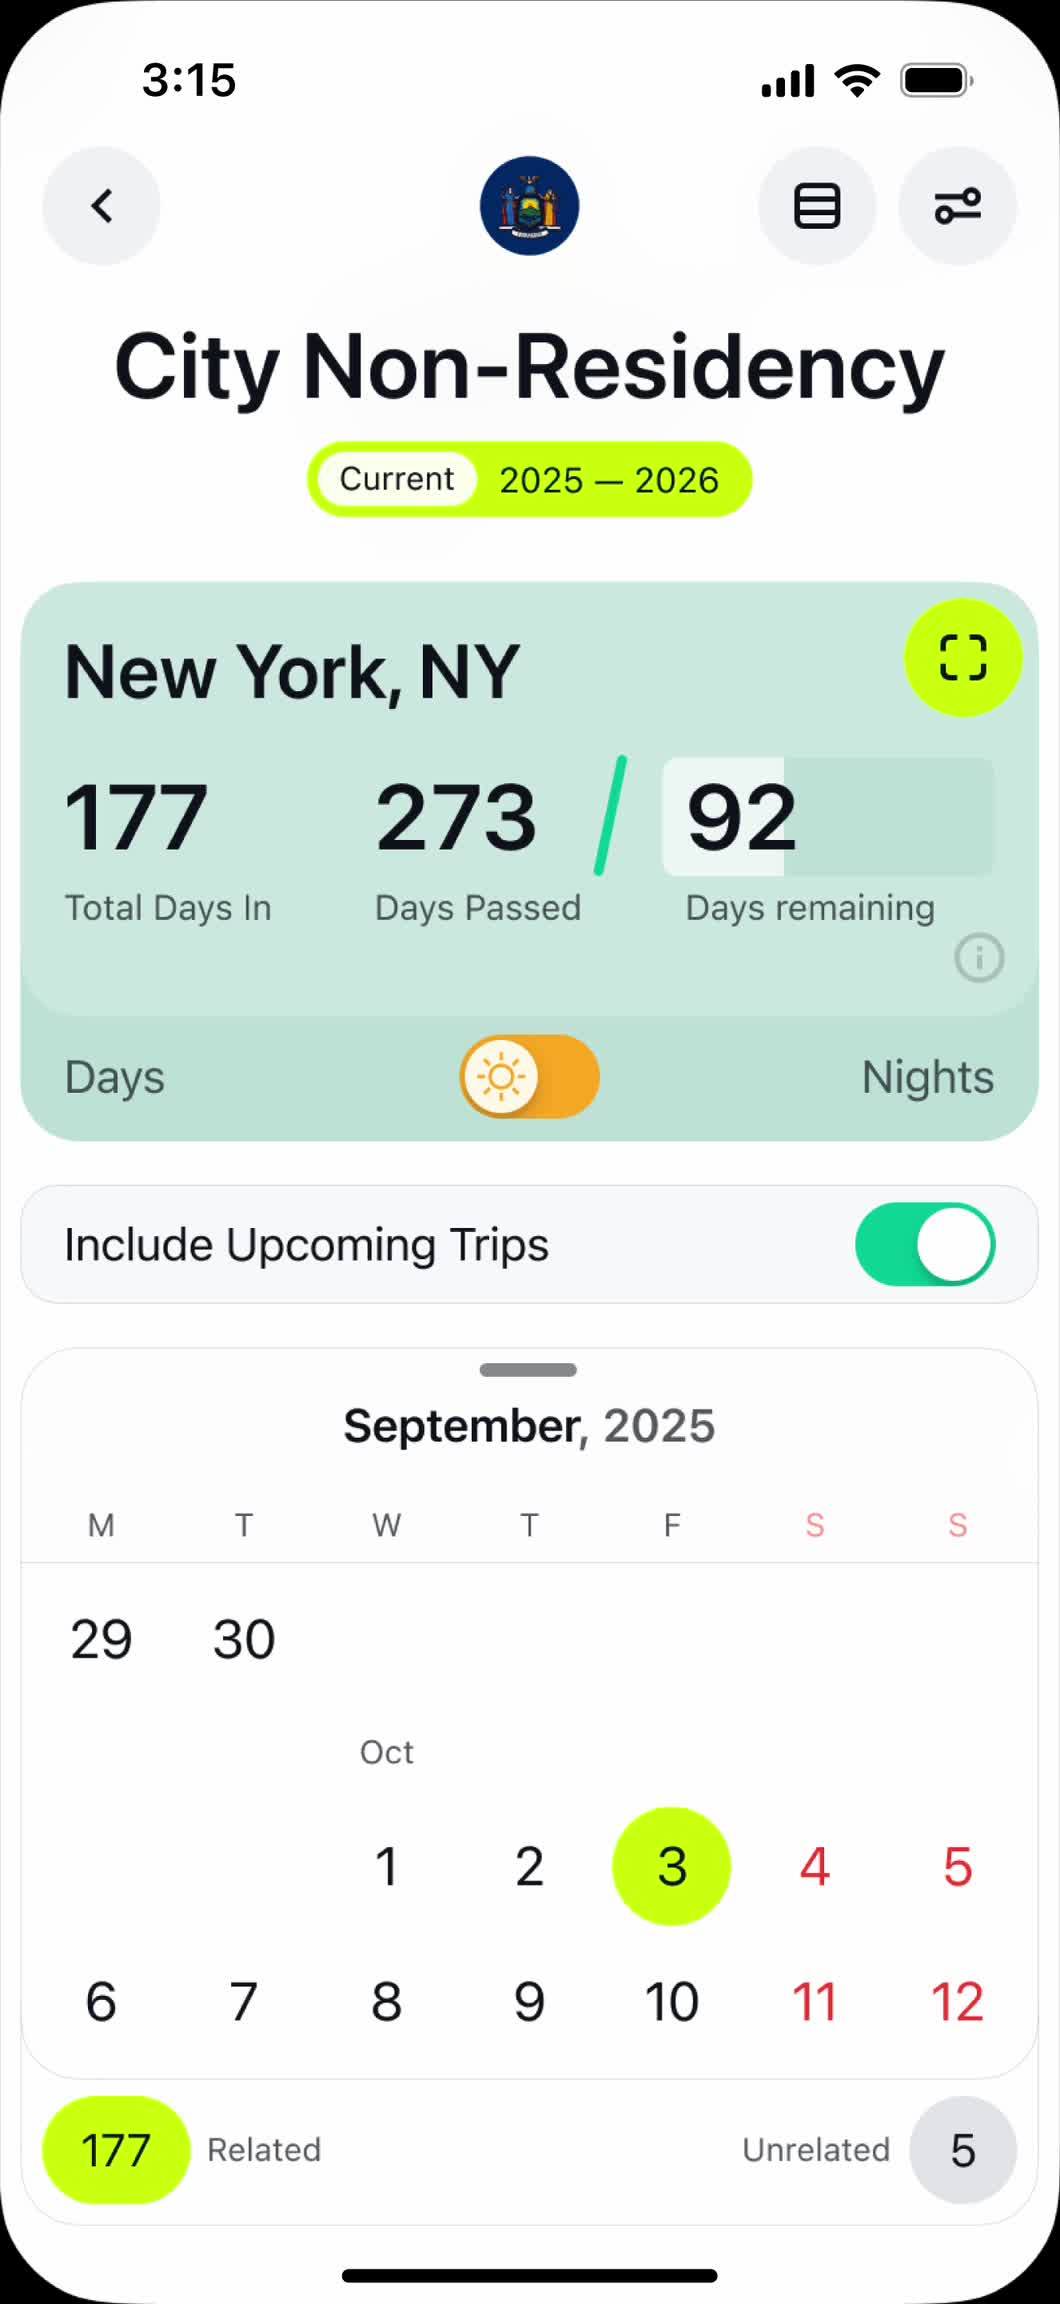 3:15
City Non-Residency
Current 2025 — 2026
New York, NY
177 273 / 92
Total Days In Days Passed Days remaining
Days Nights
Include Upcoming Trips
September, 2025
M T W T F S S
29 30
Oct
1 2 3 4 5
6 7 8 9 10 11 12
177 Related Unrelated 5